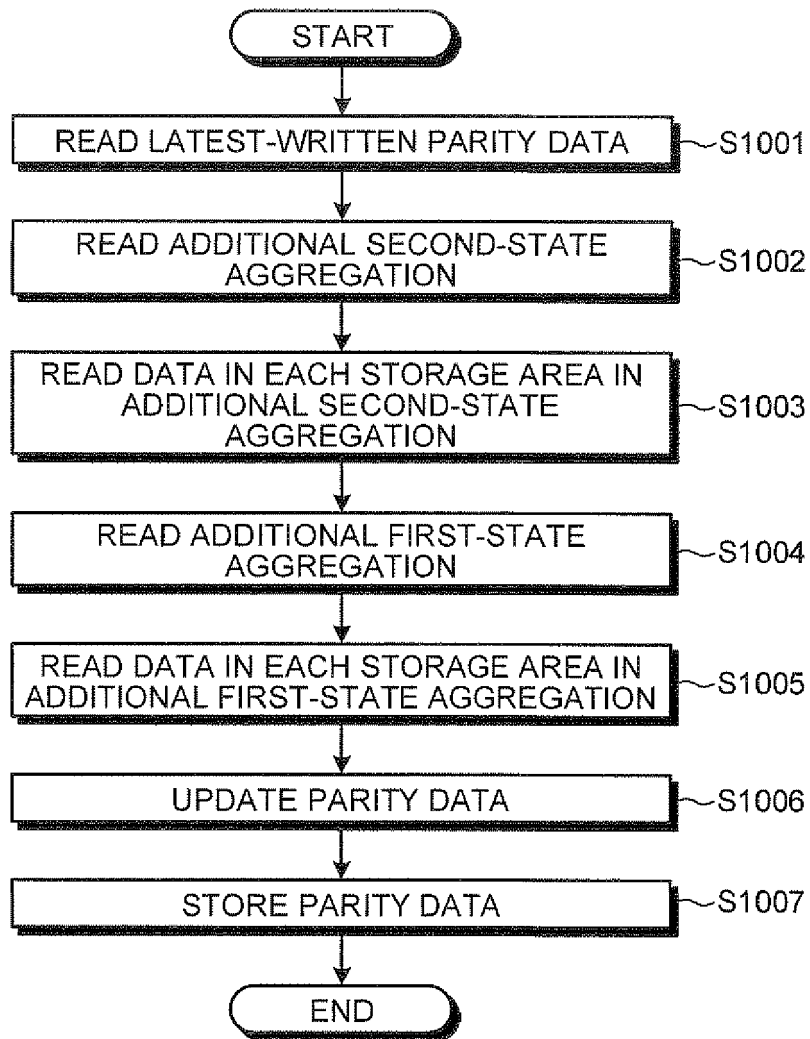 START
READ LATEST-WRITTEN PARITY DATA
S1001
READ ADDITIONAL SECOND-STATE
AGGREGATION
S1002
READ DATA IN EACH STORAGE AREA IN
ADDITIONAL SECOND-STATE
AGGREGATION
S1003
READ ADDITIONAL FIRST-STATE
AGGREGATION
S1004
READ DATA IN EACH STORAGE AREA IN
ADDITIONAL FIRST-STATE AGGREGATION
S1005
UPDATE PARITY DATA
S1006
STORE PARITY DATA
S1007
END